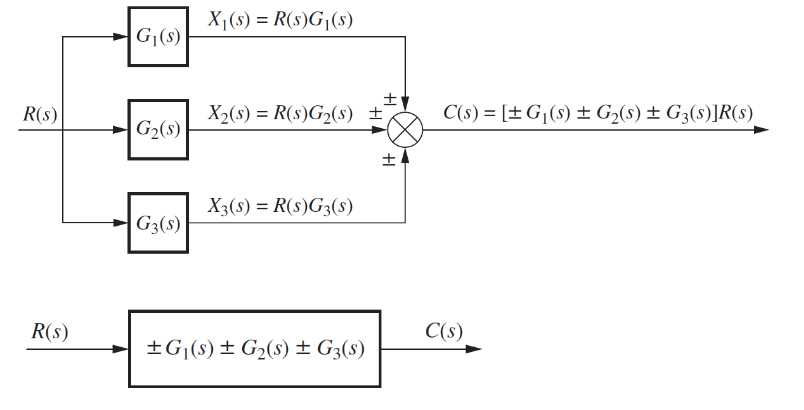 X₁(s) = R(s)G₁(s)
G₁(s)
R(s)
X₂(s) = R(s)G₂(s)
±
±
C(s) = [± G₁(s) ± G₂(s) ± G₃(s)]R(s)
G₂(s)
±
X₃(s) = R(s)G₃(s)
G₃(s)
R(s)
± G₁(s) ± G₂(s) ± G₃(s)
C(s)